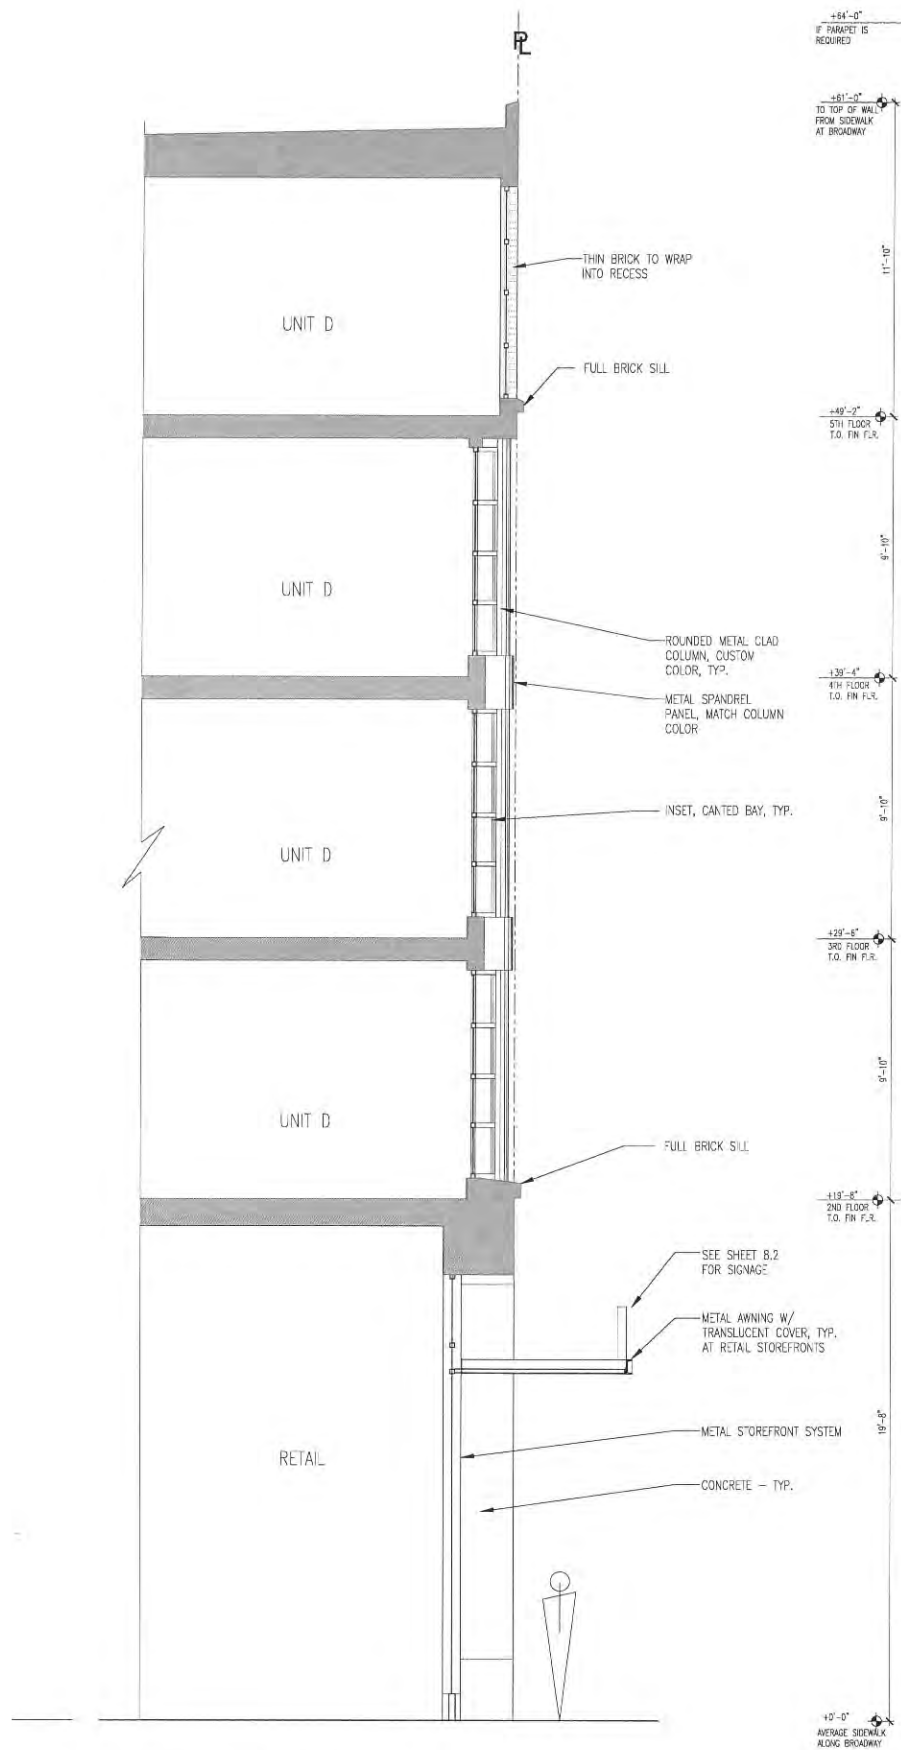 PL
+64'-0"
IF PARAPET IS
REQUIRED
+61'-0"
TO TOP OF WALL
FROM SIDEWALK
AT BROADWAY
THIN BRICK TO WRAP
INTO RECESS
11'-10"
UNIT D
FULL BRICK SILL
+49'-2"
5TH FLOOR
T.O. FIN FLR.
9'-10"
UNIT D
ROUNDED METAL CLAD
COLUMN, CUSTOM
COLOR, TYP.
+39'-4"
4TH FLOOR
T.O. FIN FLR.
METAL SPANDREL
PANEL, MATCH COLUMN
COLOR
INSET, CANTED BAY, TYP.
9'-10"
UNIT D
+29'-6"
3RD FLOOR
T.O. FIN FLR.
9'-10"
UNIT D
FULL BRICK SILL
+19'-8"
2ND FLOOR
T.O. FIN FLR.
SEE SHEET 8.2
FOR SIGNAGE
METAL AWNING W/
TRANSLUCENT COVER, TYP.
AT RETAIL STOREFRONTS
19'-8"
METAL STOREFRONT SYSTEM
RETAIL
CONCRETE – TYP.
+0'-0"
AVERAGE SIDEWALK
ALONG BROADWAY